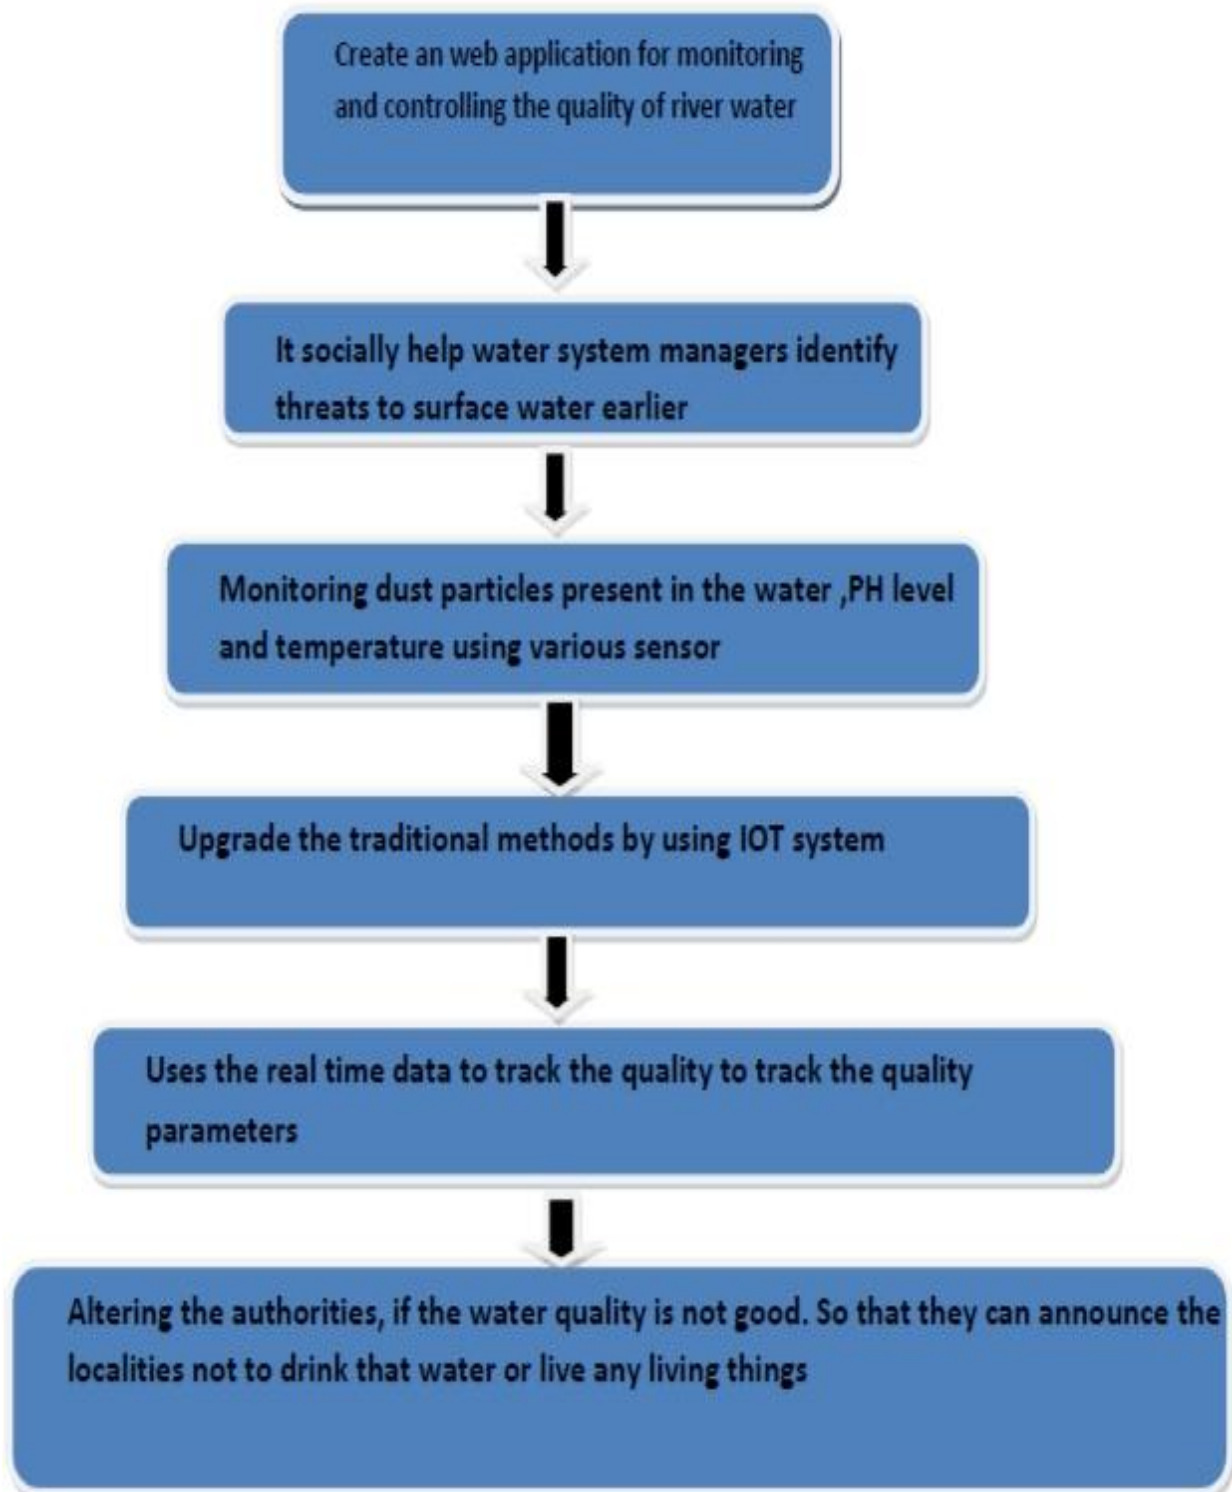 Create an web application for monitoring
and controlling the quality of river water
It socially help water system managers identify
threats to surface water earlier
Monitoring dust particles present in the water ,PH level
and temperature using various sensor
Upgrade the traditional methods by using IOT system
Uses the real time data to track the quality to track the quality
parameters
Altering the authorities, if the water quality is not good. So that they can announce the
localities not to drink that water or live any living things